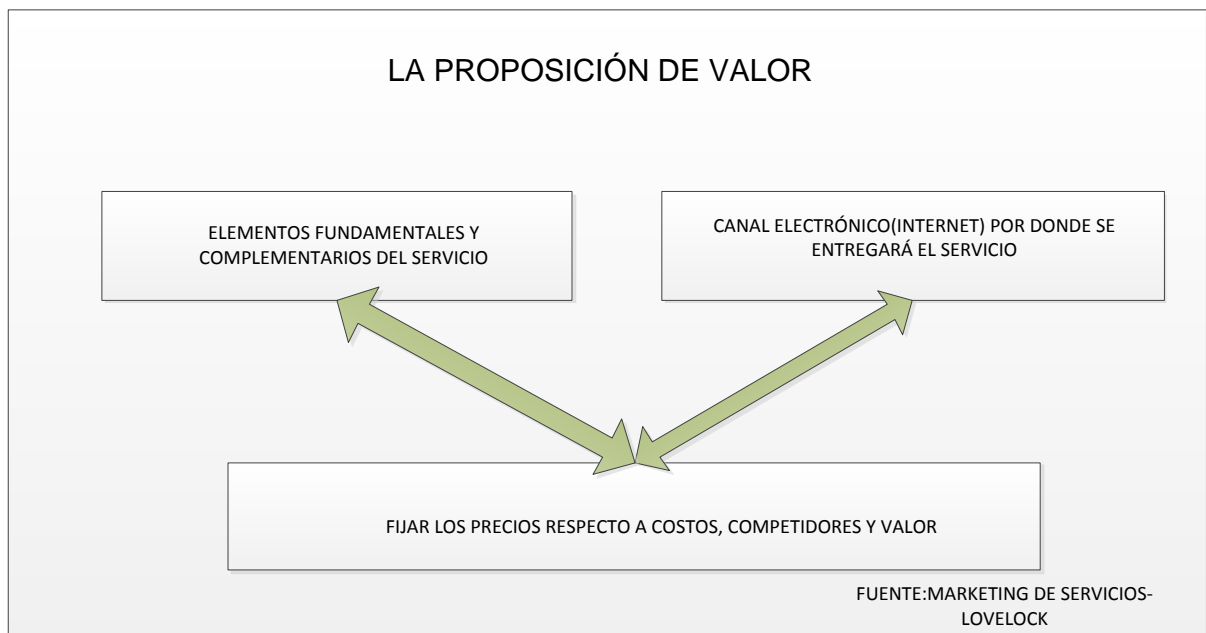 LA PROPOSICIÓN DE VALOR
ELEMENTOS FUNDAMENTALES Y
COMPLEMENTARIOS DEL SERVICIO
CANAL ELECTRÓNICO(INTERNET) POR DONDE SE
ENTREGARÁ EL SERVICIO
FIJAR LOS PRECIOS RESPECTO A COSTOS, COMPETIDORES Y VALOR
FUENTE:MARKETING DE SERVICIOS-
LOVELOCK